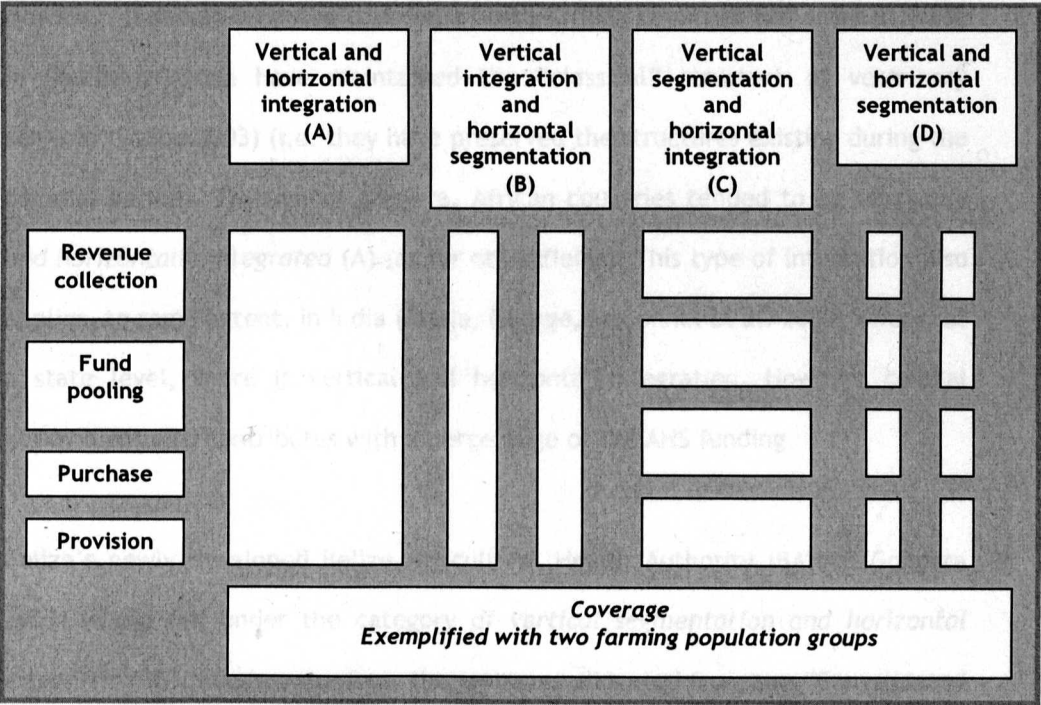 Vertical and
horizontal
integration
(A)
Vertical
integration
and
horizontal
segmentation
(B)
Vertical
segmentation
and
horizontal
integration
(C)
Vertical and
horizontal
segmentation
(D)
Revenue
collection
Fund
pooling
Purchase
Provision
Coverage
Exemplified with two farming population groups